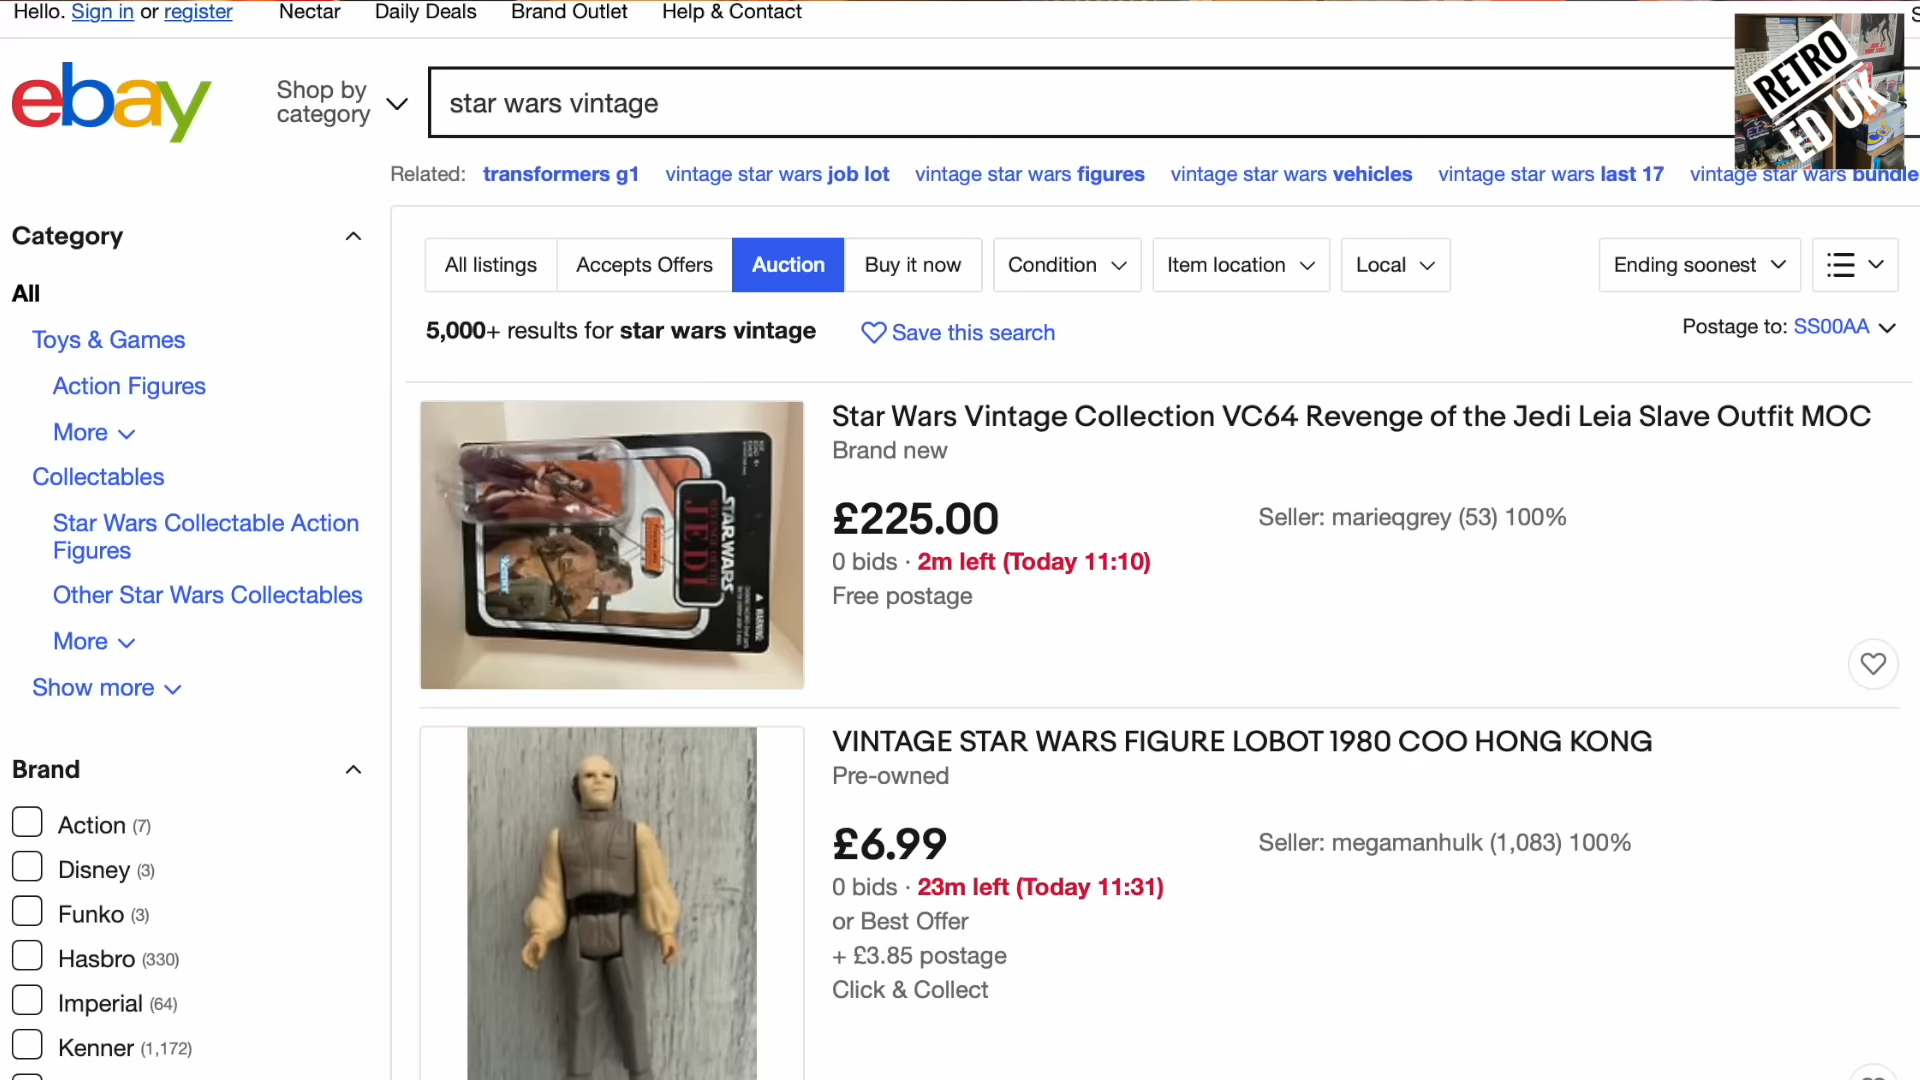 Hello. Sign in or register Nectar Daily Deals Brand Outlet Help & Contact
RETRO
ED UK
ebay
Shop by
category
star wars vintage
Related: transformers g1 vintage star wars job lot vintage star wars figures vintage star wars vehicles vintage star wars last 17 vintage star wars bundle
Category
All
Toys & Games
Action Figures
More
Collectables
Star Wars Collectable Action
Figures
Other Star Wars Collectables
More
Show more
Brand
Action (7)
Disney (3)
Funko (3)
Hasbro (330)
Imperial (64)
Kenner (1,172)
All listings Accepts Offers Auction Buy it now Condition Item location Local Ending soonest
5,000+ results for star wars vintage Save this search Postage to: SS00AA
STAR WARS
JEDI
Kenner
WARNING
Star Wars Vintage Collection VC64 Revenge of the Jedi Leia Slave Outfit MOC
Brand new
£225.00
Seller: marieqgrey (53) 100%
0 bids · 2m left (Today 11:10)
Free postage
VINTAGE STAR WARS FIGURE LOBOT 1980 COO HONG KONG
Pre-owned
£6.99
Seller: megamanhulk (1,083) 100%
0 bids · 23m left (Today 11:31)
or Best Offer
+ £3.85 postage
Click & Collect